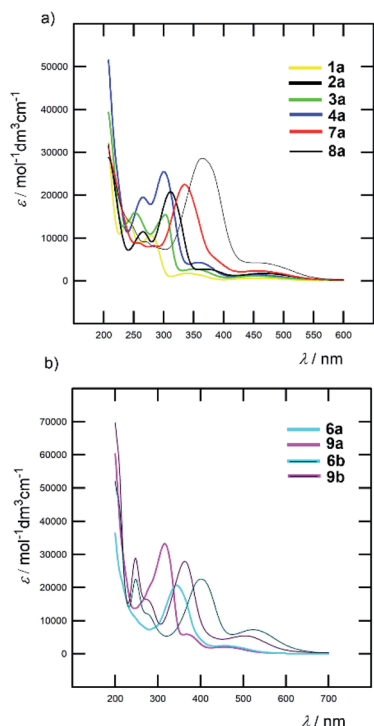 a)
50000
40000
30000
20000
10000
0
ε / mol-1dm3cm-1
1a
2a
3a
4a
7a
8a
200 250 300 350 400 450 500 550 600
λ / nm
b)
70000
60000
50000
40000
30000
20000
10000
0
ε / mol-1dm3cm-1
6a
9a
6b
9b
200 300 400 500 600 700
λ / nm